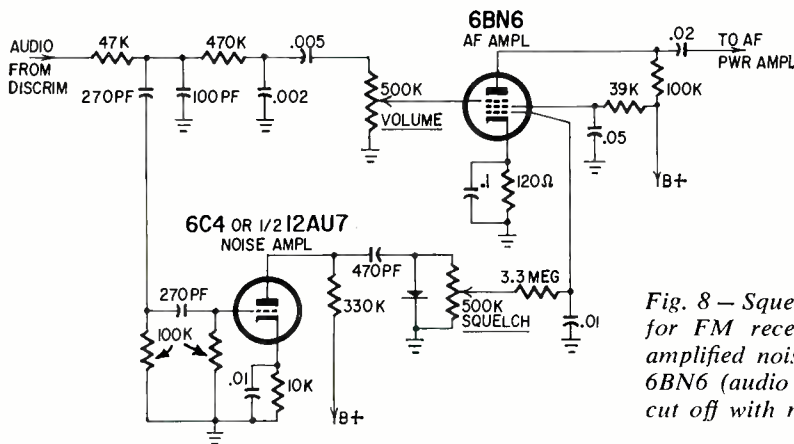 6BN6
AF AMPL
AUDIO
FROM
DISCRIM
47K
470K
.005
.02
TO AF
PWR AMPL
270PF
100PF
.002
500K
VOLUME
39K
100K
.05
B+
.1
120Ω
6C4 OR 1/2 12AU7
NOISE AMPL
470PF
3.3 MEG
270PF
330K
500K
SQUELCH
.01
100K
.01
10K
B+
Fig. 8 – Sque
for FM rece
amplified nois
6BN6 (audio
cut off with r